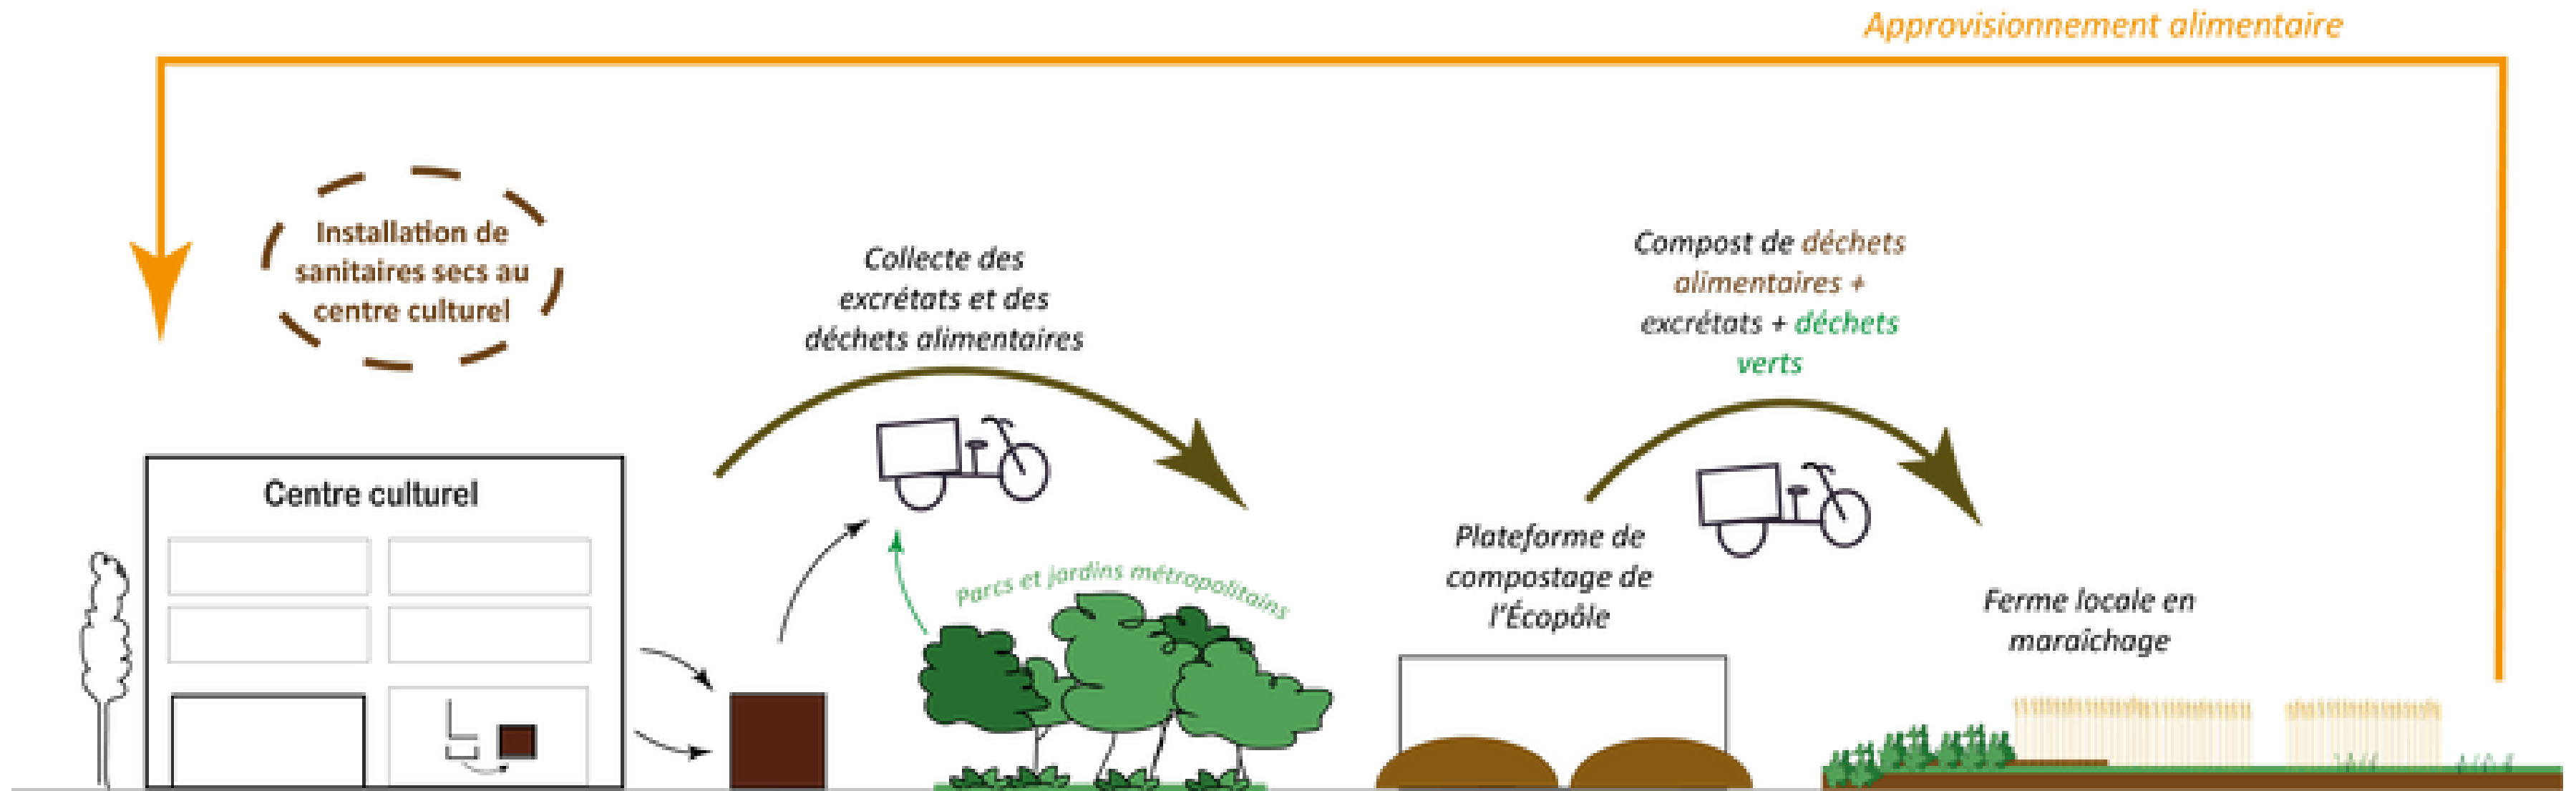 Approvisionnement alimentaire
Installation de
sanitaires secs au
centre culturel
Collecte des
excrétats et des
déchets alimentaires
Compost de déchets
alimentaires +
excrétats + déchets
verts
Centre culturel
Parcs et jardins métropolitains
Plateforme de
compostage de
l'Écopôle
Ferme locale en
maraîchage